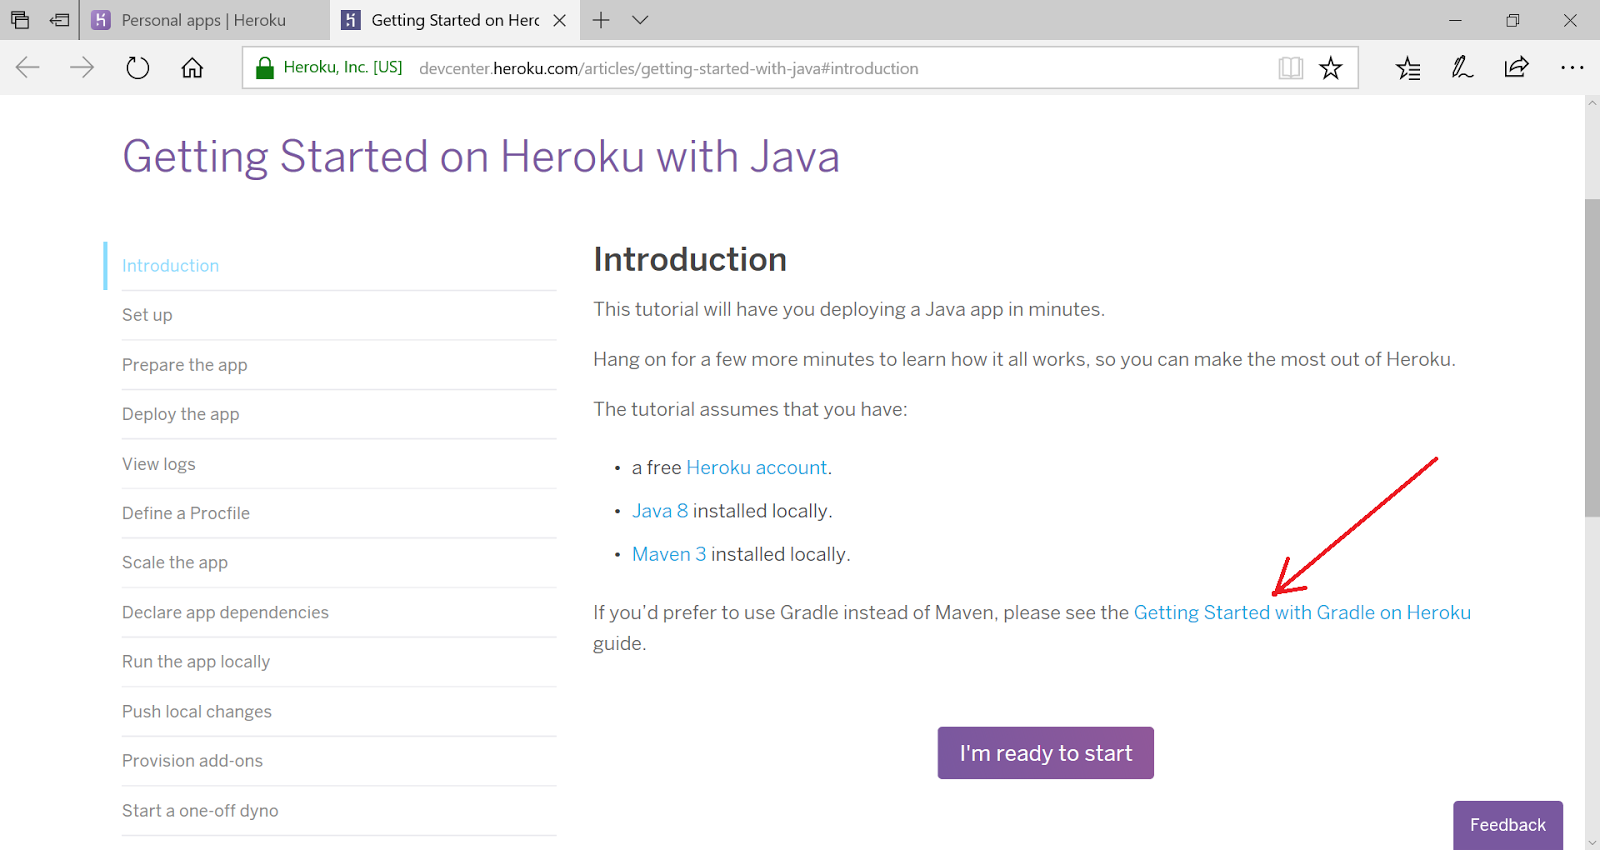 Personal apps | Heroku
Getting Started on Herc
Heroku, Inc. [US]
devcenter.heroku.com/articles/getting-started-with-java#introduction
Getting Started on Heroku with Java
Introduction
Set up
Prepare the app
Deploy the app
View logs
Define a Procfile
Scale the app
Declare app dependencies
Run the app locally
Push local changes
Provision add-ons
Start a one-off dyno
Introduction
This tutorial will have you deploying a Java app in minutes.
Hang on for a few more minutes to learn how it all works, so you can make the most out of Heroku.
The tutorial assumes that you have:
• a free Heroku account.
• Java 8 installed locally.
• Maven 3 installed locally.
If you’d prefer to use Gradle instead of Maven, please see the Getting Started with Gradle on Heroku
guide.
I'm ready to start
Feedback